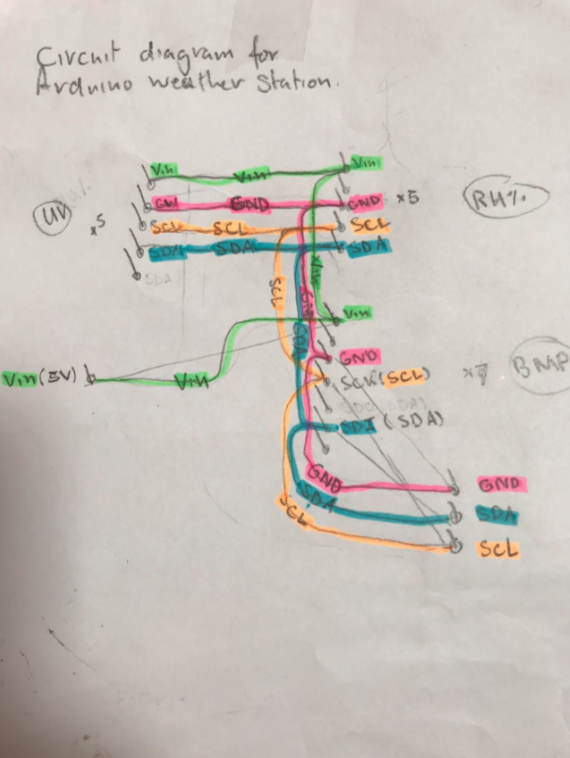 Circuit diagram for
Arduino weather Station.
Vin Vin Vin
UV x5 GND GND x5 RH%
SCL SCL SCL
SDA SDA SDA
SDA
Vin
SCL
GND
SDA
Vin
GND
Vin (5V) Vin
SCK (SCL) x7 BMP
SDI (SDA)
GND
GND
SDA
SDA
SCL
SCL